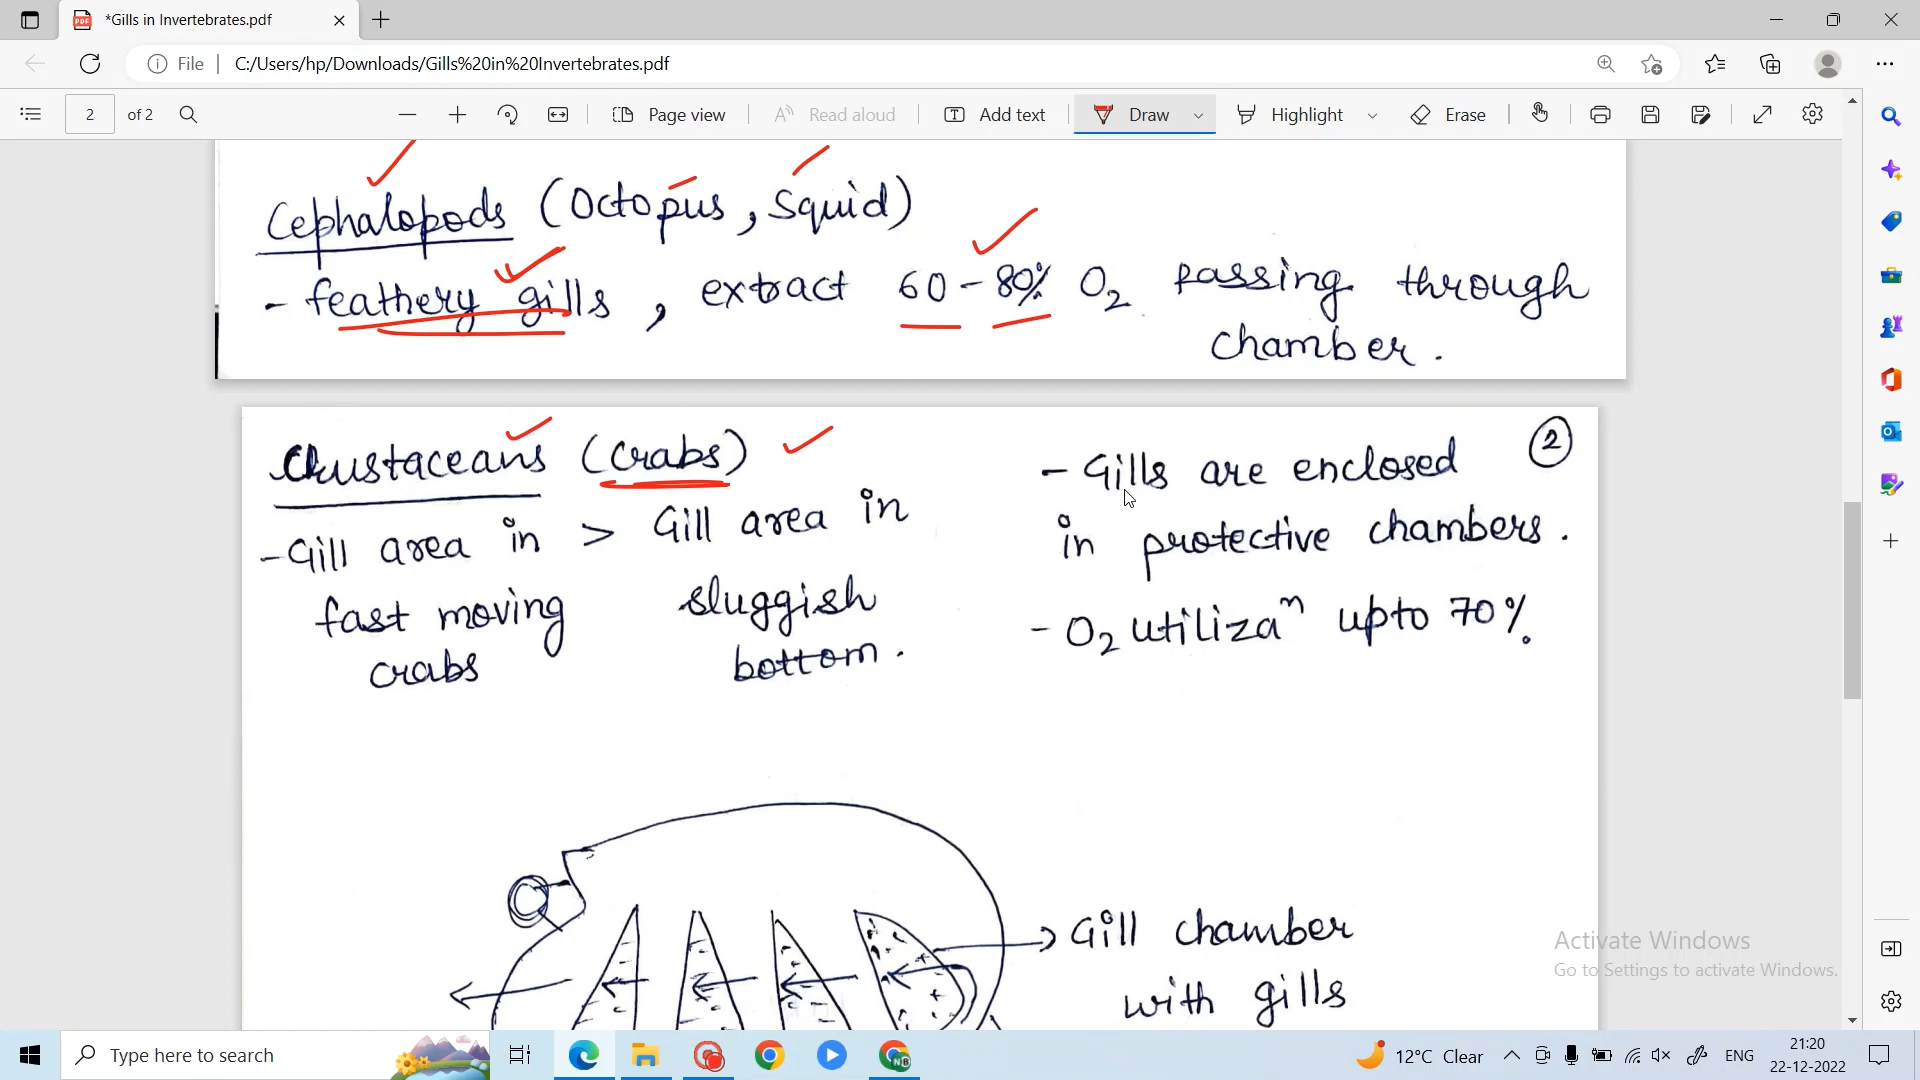 *Gills in Invertebrates.pdf
File
C:/Users/hp/Downloads/Gills%20in%20Invertebrates.pdf
2 of 2
Page view
Read aloud
Add text
Draw
Highlight
Erase
Cephalopods (Octopus, Squid)
- feathery gills, extract 60-80% O2 passing through
chamber.
Crustaceans (crabs)
2
- Gill area in > Gill area in
fast moving sluggish
crabs bottom.
- Gills are enclosed
in protective chambers.
- O2 utilizaⁿ upto 70%
Gill chamber
with gills
Activate Windows
Go to Settings to activate Windows.
Type here to search
12°C Clear
ENG
21:20
22-12-2022